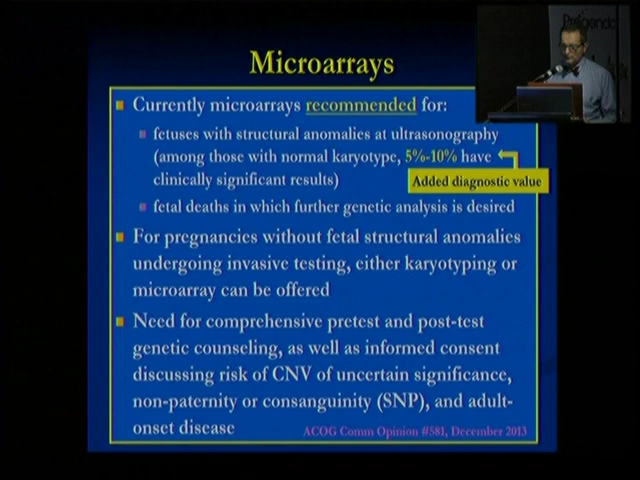 Microarrays
Currently microarrays recommended for:
fetuses with structural anomalies at ultrasonography
(among those with normal karyotype, 5%-10% have
clinically significant results)
Added diagnostic value
fetal deaths in which further genetic analysis is desired
For pregnancies without fetal structural anomalies
undergoing invasive testing, either karyotyping or
microarray can be offered
Need for comprehensive pretest and post-test
genetic counseling, as well as informed consent
discussing risk of CNV of uncertain significance,
non-paternity or consanguinity (SNP), and adult-
onset disease
ACOG Comm Opinion #581, December 2013